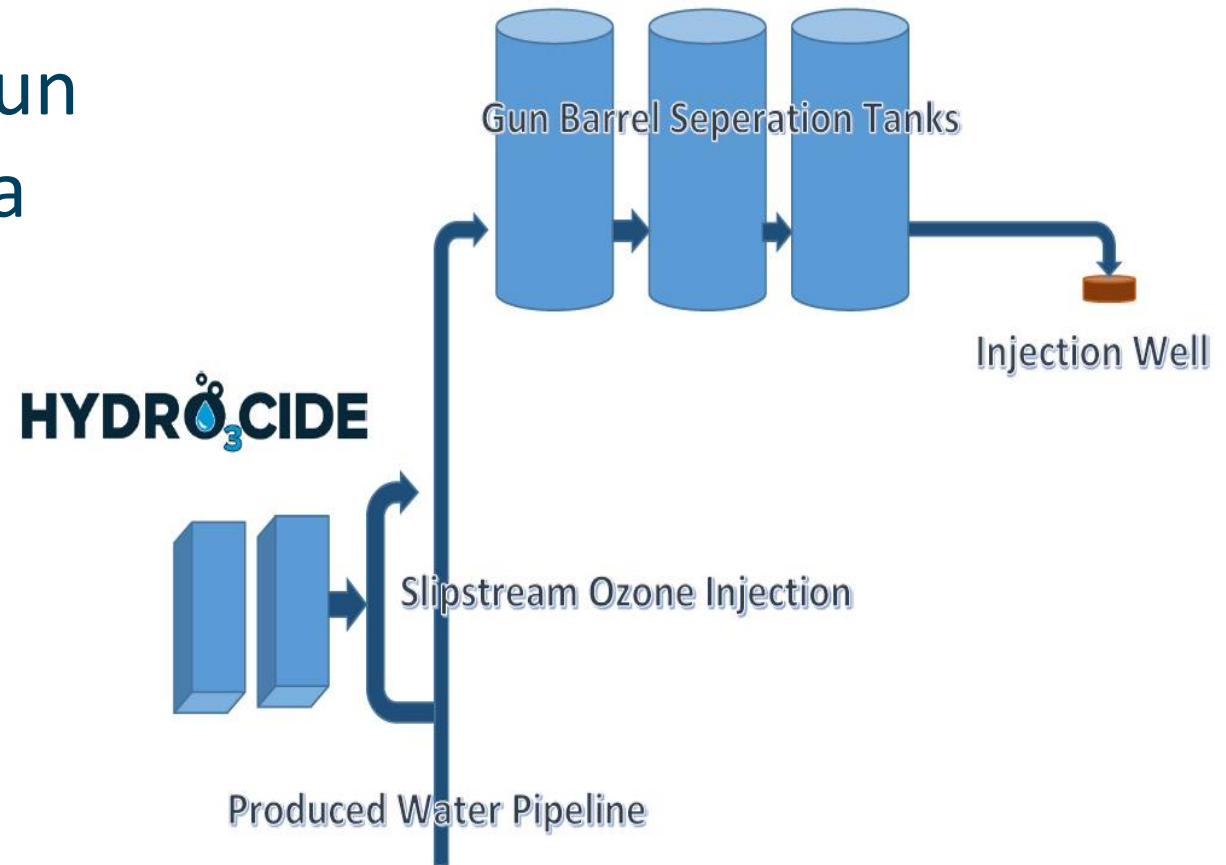 un
a
Gun Barrel Seperation Tanks
Injection Well
HYDRO3CIDE
Slipstream Ozone Injection
Produced Water Pipeline